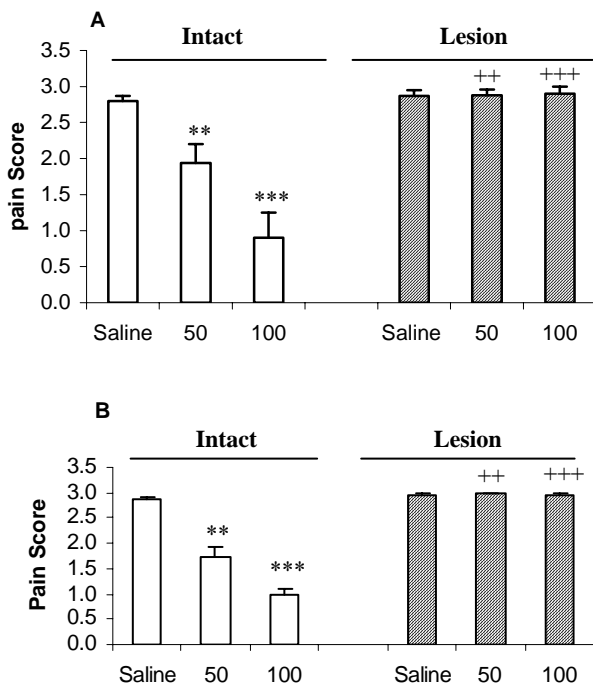 A
Intact Lesion
3.5
3.0
2.5
2.0
1.5
1.0
0.5
0.0
pain Score
** *** ++ +++
Saline 50 100 Saline 50 100
B
Intact Lesion
3.5
3.0
2.5
2.0
1.5
1.0
0.5
0.0
Pain Score
** *** ++ +++
Saline 50 100 Saline 50 100